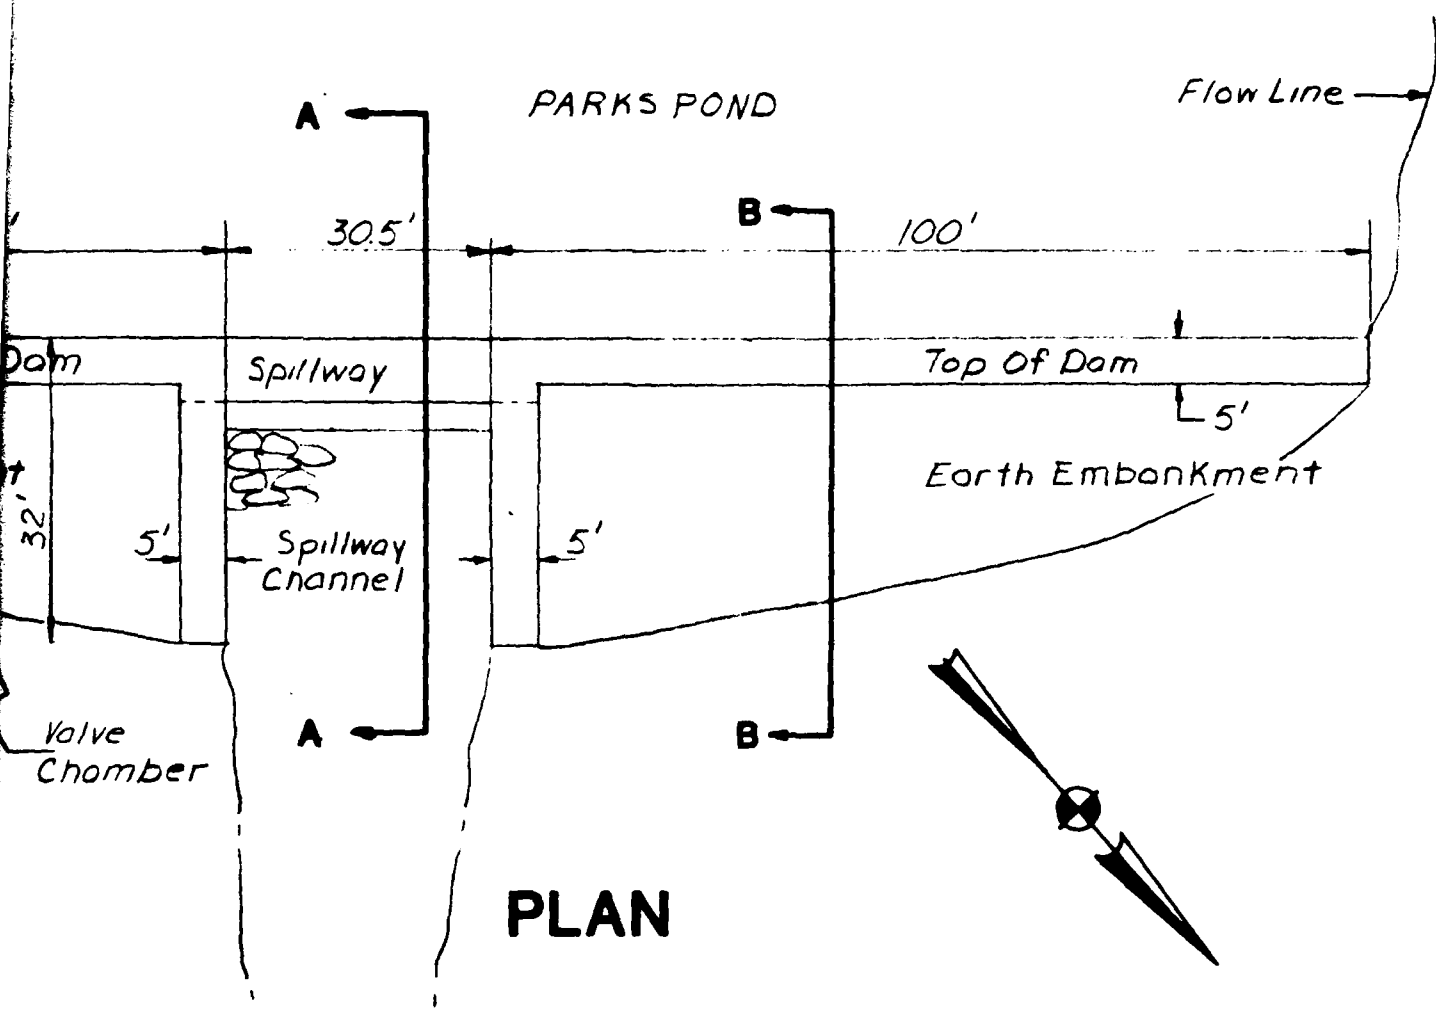 PARKS POND
Flow Line
A
B
30.5'
100'
Dam
Spillway
Top Of Dam
5'
Earth Embankment
32'
5'
Spillway
Channel
5'
A
B
Valve
Chamber
PLAN